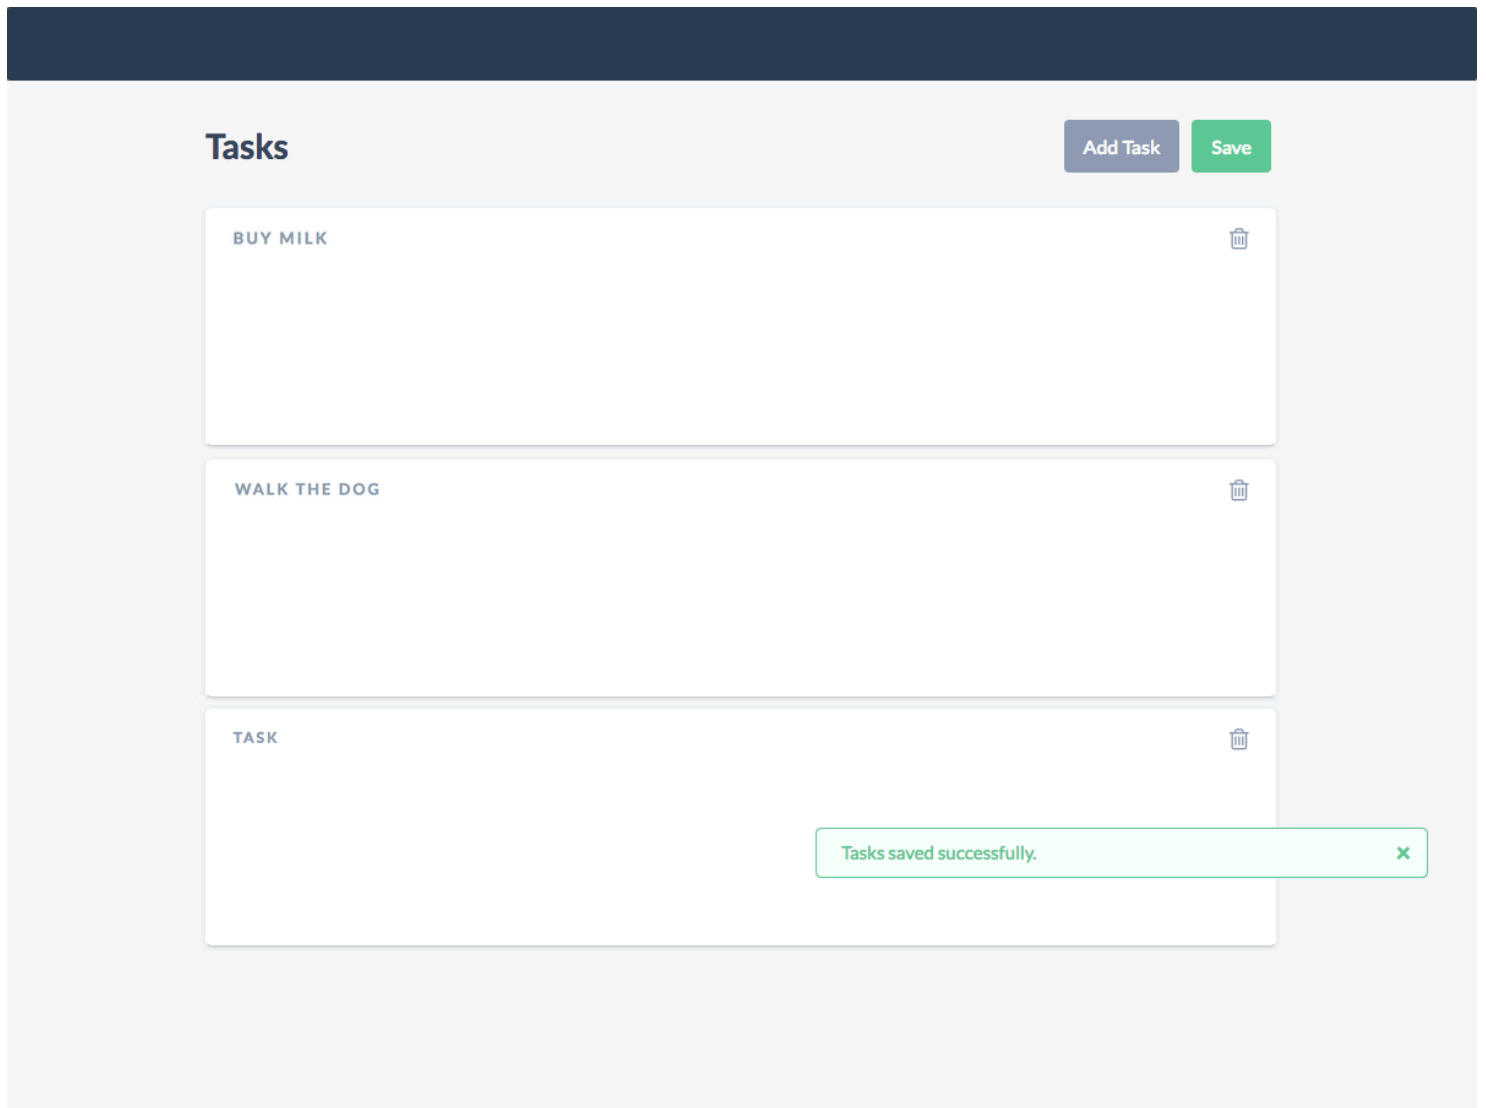 Tasks
Add Task
Save
BUY MILK
WALK THE DOG
TASK
Tasks saved successfully.